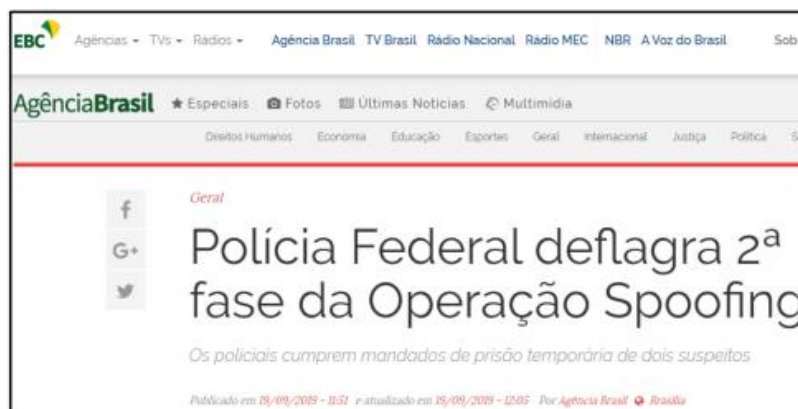 EBC Agências TVs Rádios Agência Brasil TV Brasil Rádio Nacional Rádio MEC NBR A Voz do Brasil Sob
AgênciaBrasil Especiais Fotos Últimas Notícias Multimídia
Direitos Humanos Economia Educação Esportes Geral Internacional Justiça Política S
Geral
f
G+
Polícia Federal deflagra 2ª
fase da Operação Spoofing
Os policiais cumprem mandados de prisão temporária de dois suspeitos
Publicado em 19/09/2019 - 11:51 e atualizado em 19/09/2019 - 12:05 Por Agência Brasil Brasília